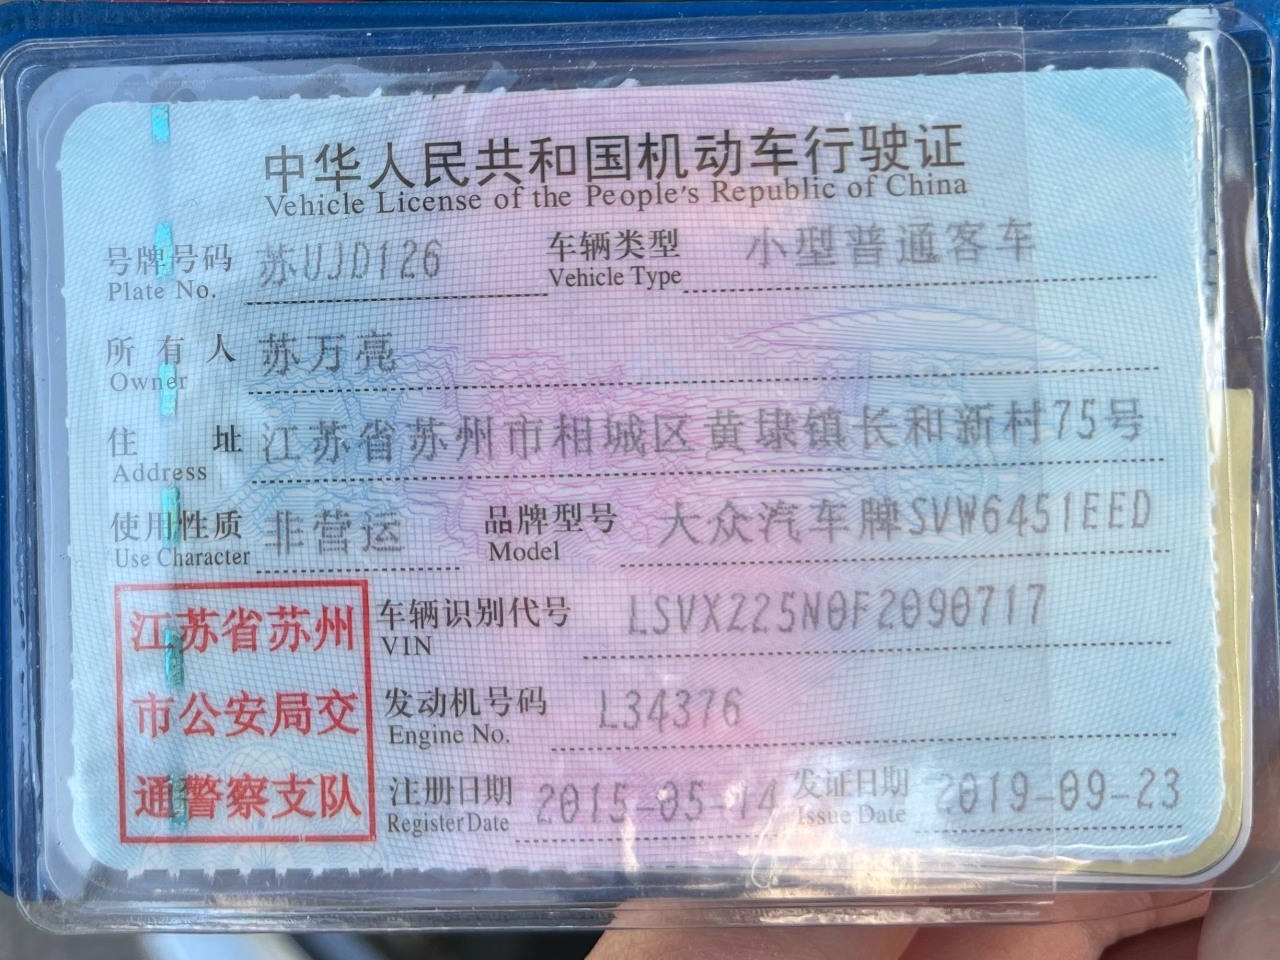 中华人民共和国机动车行驶证
Vehicle License of the People's Republic of China
号牌号码 苏UJD126 车辆类型 小型普通客车
Plate No. Vehicle Type
所有人 苏万亮
Owner
住址 江苏省苏州市相城区黄埭镇长和新村75号
Address
使用性质 非营运 品牌型号 大众汽车牌SVW6451EED
Use Character Model
江苏省苏州
市公安局交
通警察支队
车辆识别代号 LSVX225N0F2090717
VIN
发动机号码 L34376
Engine No.
注册日期 2015-05-14 发证日期 2019-09-23
Register Date Issue Date